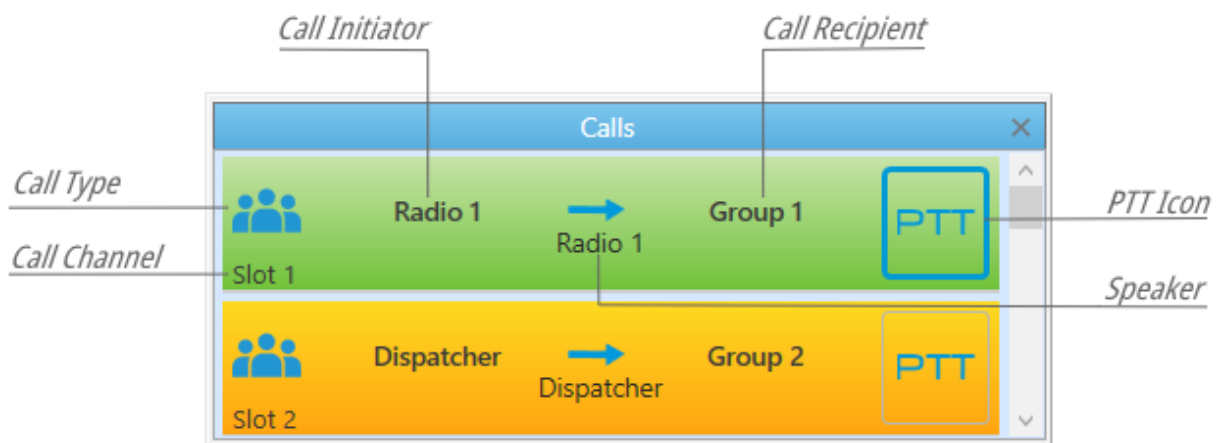 Call Initiator
Call Recipient
Calls
Call Type
Radio 1
Group 1
PTT
PTT Icon
Radio 1
Call Channel
Slot 1
Speaker
Dispatcher
Group 2
PTT
Dispatcher
Slot 2